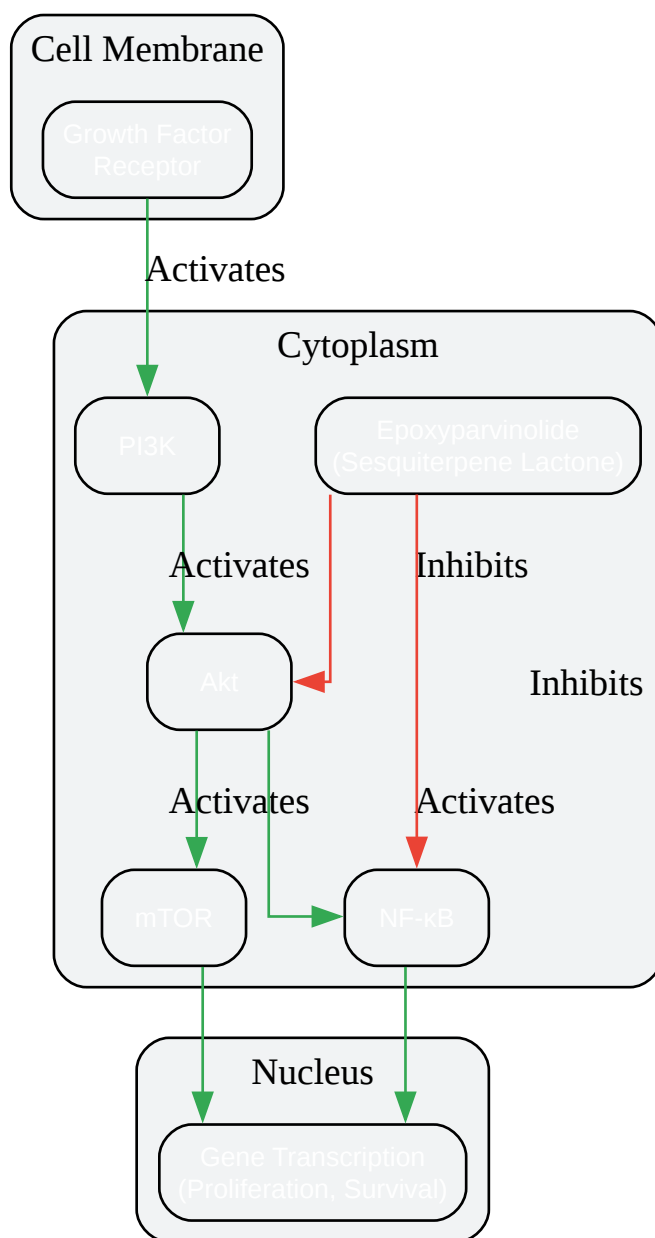 Cell Membrane
Growth Factor
Receptor
Activates
Cytoplasm
PI3K
Epoxyparvinolide
(Sesquiterpene Lactone)
Activates
Inhibits
Akt
Inhibits
Activates
Activates
mTOR
NF-κB
Nucleus
Gene Transcription
(Proliferation, Survival)